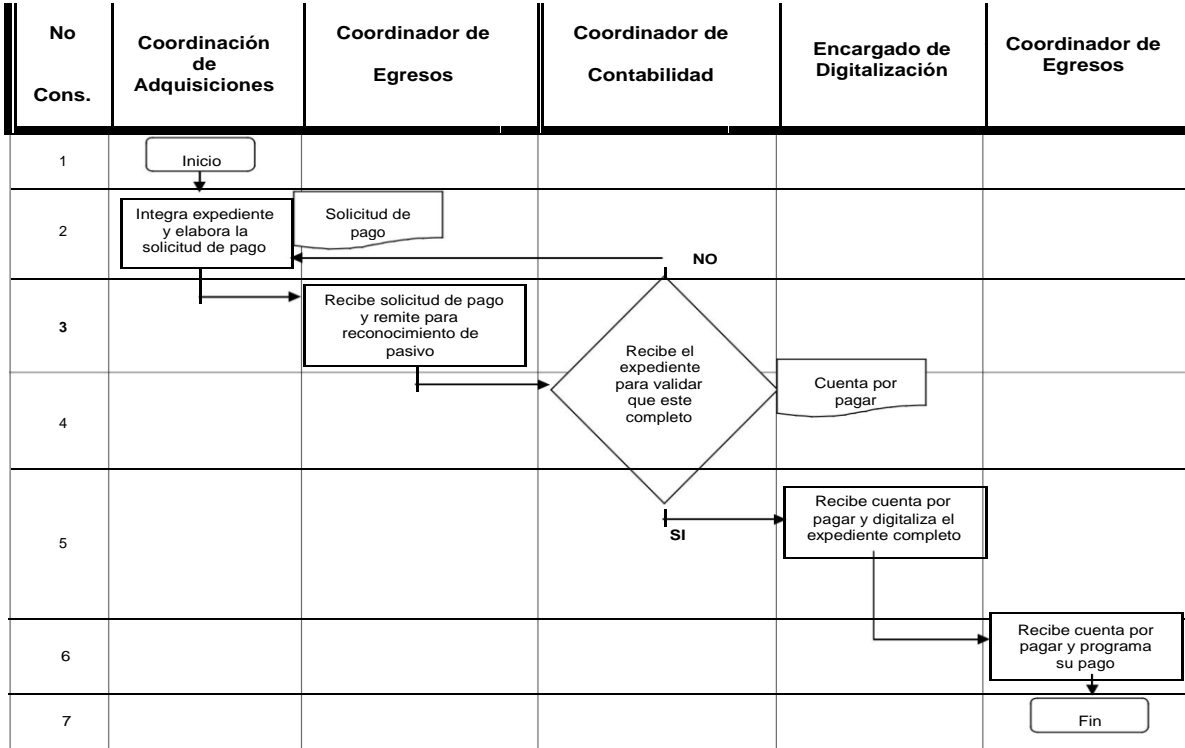 No
Cons.
Coordinación
de
Adquisiciones
Coordinador de
Egresos
Coordinador de
Contabilidad
Encargado de
Digitalización
Coordinador de
Egresos
1
Inicio
2
Integra expediente
y elabora la
solicitud de pago
Solicitud de
pago
NO
3
Recibe solicitud de pago
y remite para
reconocimiento de
pasivo
Recibe el
expediente
para validar
que este
completo
Cuenta por
pagar
4
5
SI
Recibe cuenta por
pagar y digitaliza el
expediente completo
6
Recibe cuenta por
pagar y programa
su pago
7
Fin